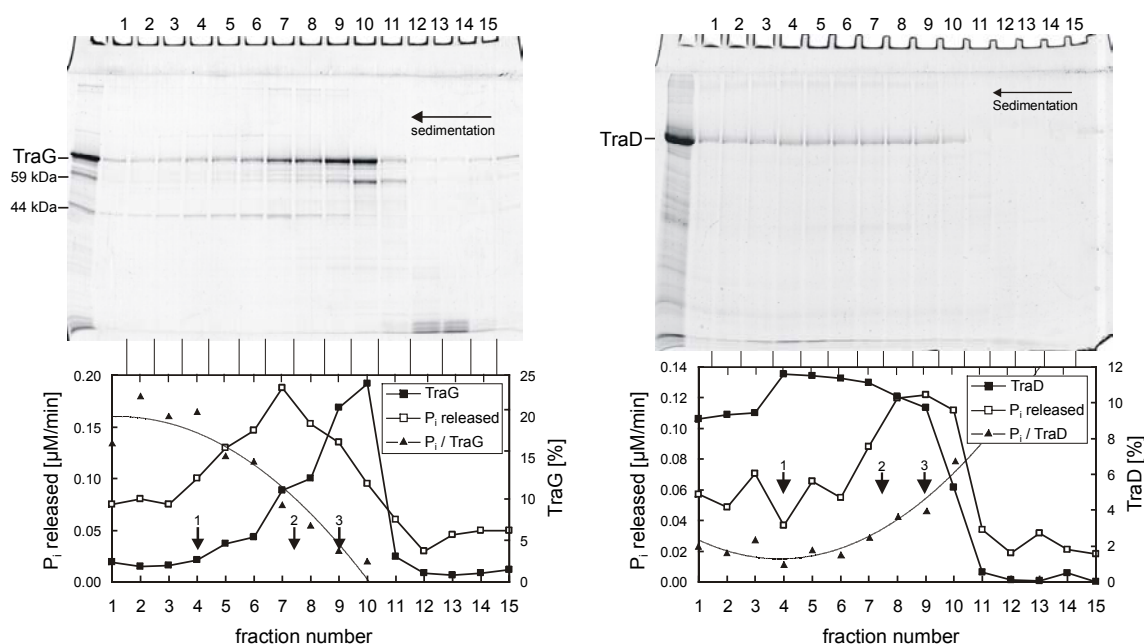 1 2 3 4 5 6 7 8 9 10 11 12 13 14 15
sedimentation
TraG
59 kDa
44 kDa
0.20
0.15
0.10
0.05
0.00
Pi released [µM/min]
25
20
15
10
5
0
TraG [%]
TraG
Pi released
Pi / TraG
1
2
3
1 2 3 4 5 6 7 8 9 10 11 12 13 14 15
fraction number
1 2 3 4 5 6 7 8 9 10 11 12 13 14 15
Sedimentation
TraD
0.14
0.12
0.10
0.08
0.06
0.04
0.02
0.00
Pi released [µM/min]
12
10
8
6
4
2
0
TraD [%]
TraD
Pi released
Pi / TraD
1
2
3
1 2 3 4 5 6 7 8 9 10 11 12 13 14 15
fraction number